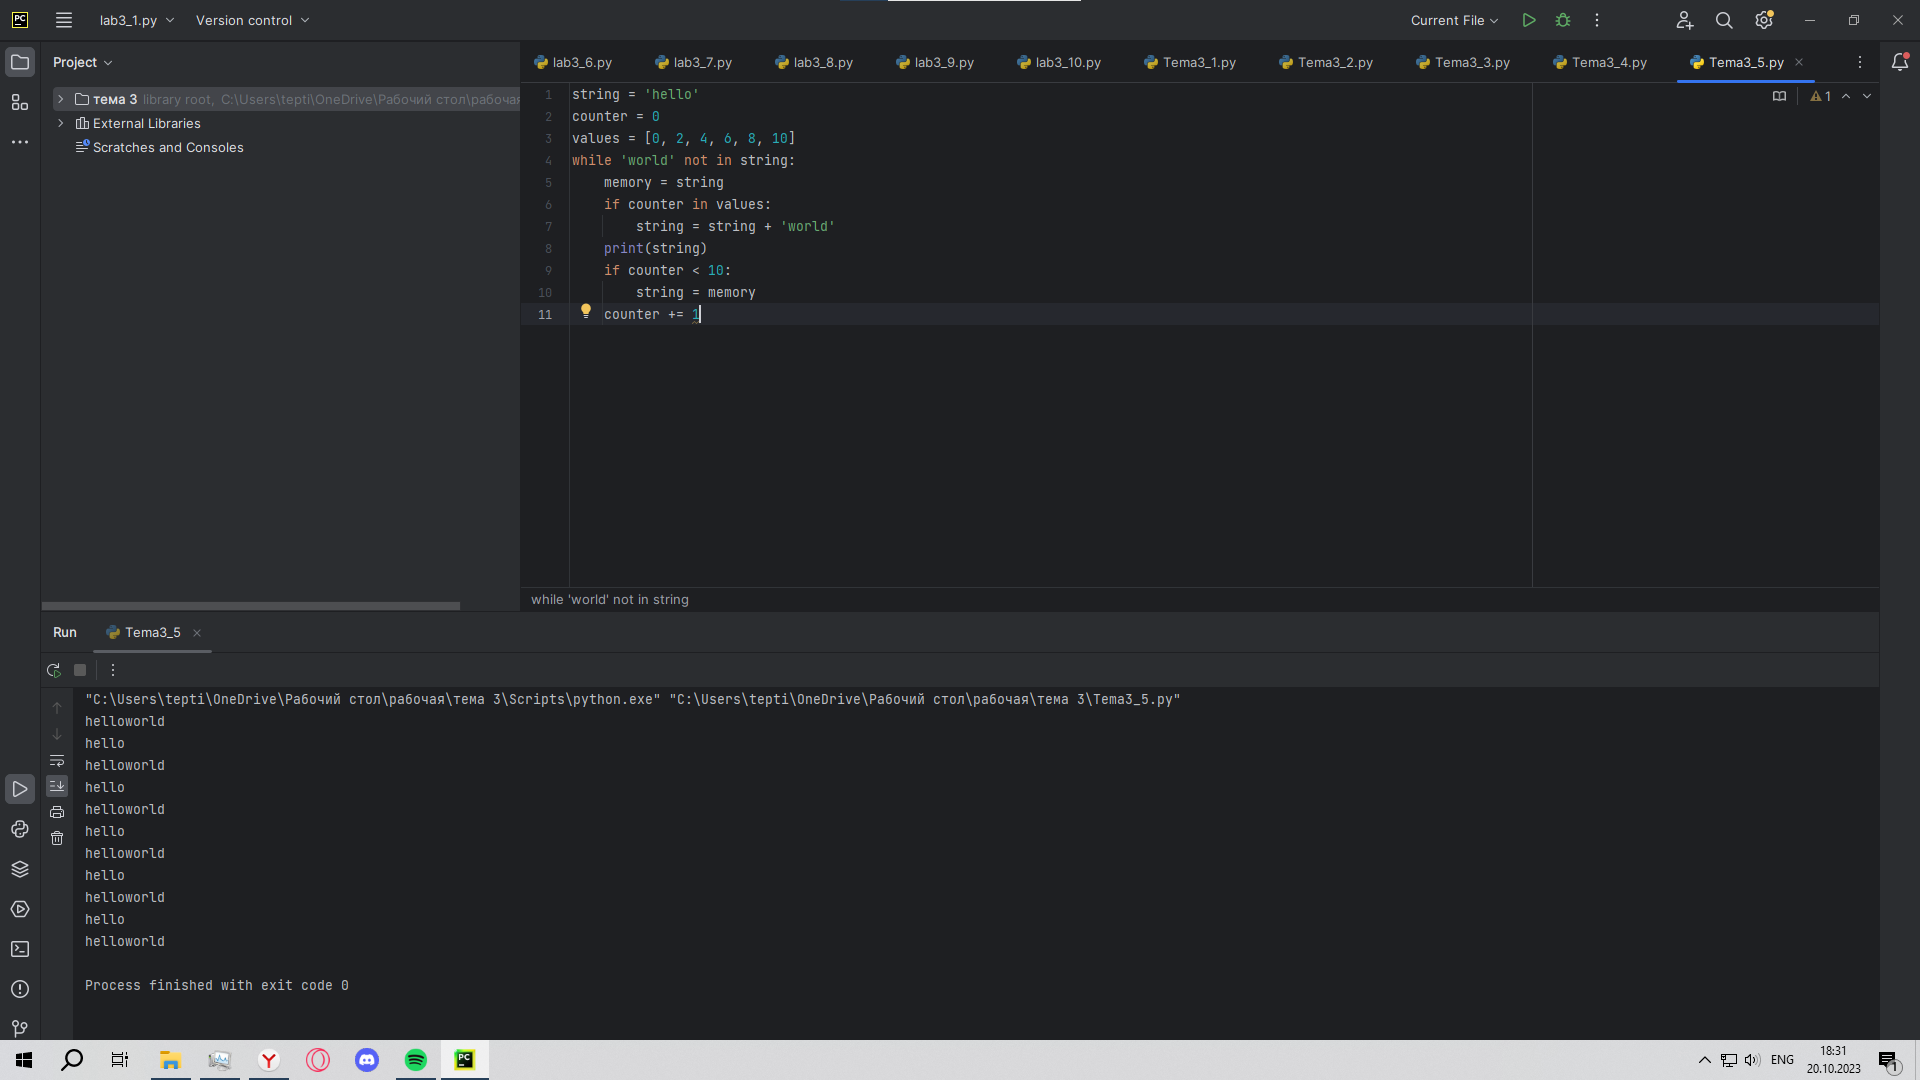 PC
lab3_1.py
Version control
Current File
Project
lab3_6.py
lab3_7.py
lab3_8.py
lab3_9.py
lab3_10.py
Tema3_1.py
Tema3_2.py
Tema3_3.py
Tema3_4.py
Tema3_5.py
тема 3 library root, C:\Users\tepti\OneDrive\Рабочий стол\рабочая
External Libraries
Scratches and Consoles
1
1 string = 'hello'
2 counter = 0
3 values = [0, 2, 4, 6, 8, 10]
4 while 'world' not in string:
5 memory = string
6 if counter in values:
7 string = string + 'world'
8 print(string)
9 if counter < 10:
10 string = memory
11 counter += 1
while 'world' not in string
Run
Tema3_5
"C:\Users\tepti\OneDrive\Рабочий стол\рабочая\тема 3\Scripts\python.exe" "C:\Users\tepti\OneDrive\Рабочий стол\рабочая\тема 3\Tema3_5.py"
helloworld
hello
helloworld
hello
helloworld
hello
helloworld
hello
helloworld
hello
helloworld
Process finished with exit code 0
PC
ENG
18:31
20.10.2023
1